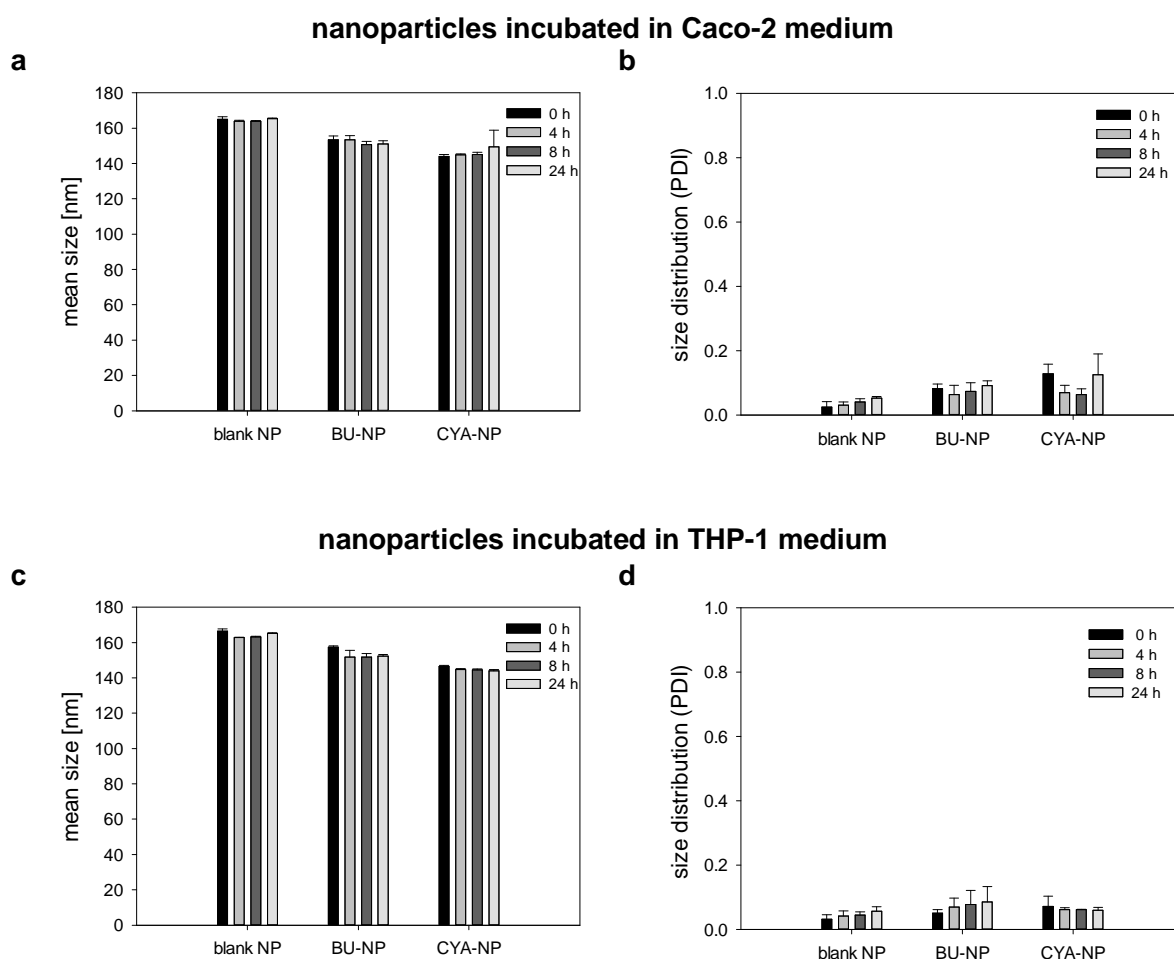 nanoparticles incubated in Caco-2 medium
a
mean size [nm]
180
160
140
120
100
80
60
40
20
0
blank NP
BU-NP
CYA-NP
0 h
4 h
8 h
24 h
b
size distribution (PDI)
1.0
0.8
0.6
0.4
0.2
0.0
blank NP
BU-NP
CYA-NP
0 h
4 h
8 h
24 h
nanoparticles incubated in THP-1 medium
c
mean size [nm]
180
160
140
120
100
80
60
40
20
0
blank NP
BU-NP
CYA-NP
0 h
4 h
8 h
24 h
d
size distribution (PDI)
1.0
0.8
0.6
0.4
0.2
0.0
blank NP
BU-NP
CYA-NP
0 h
4 h
8 h
24 h